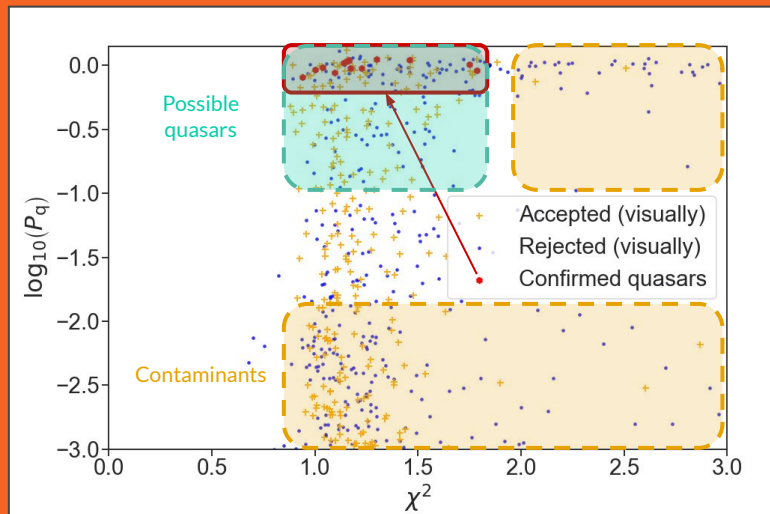 Possible
quasars
Accepted (visually)
Rejected (visually)
Confirmed quasars
Contaminants
log₁₀(P_q)
0.0
−0.5
−1.0
−1.5
−2.0
−2.5
−3.0
0.0 0.5 1.0 1.5 2.0 2.5 3.0
χ²